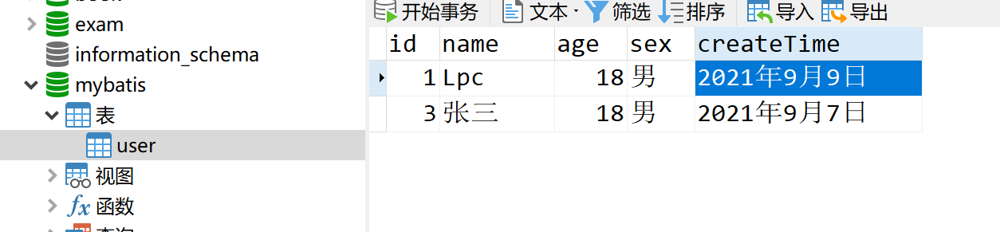 开始事务 文本 筛选 排序 导入 导出
exam
information_schema
mybatis
表
user
视图
fx 函数
id name age sex createTime
1 Lpc 18 男 2021年9月9日
3 张三 18 男 2021年9月7日